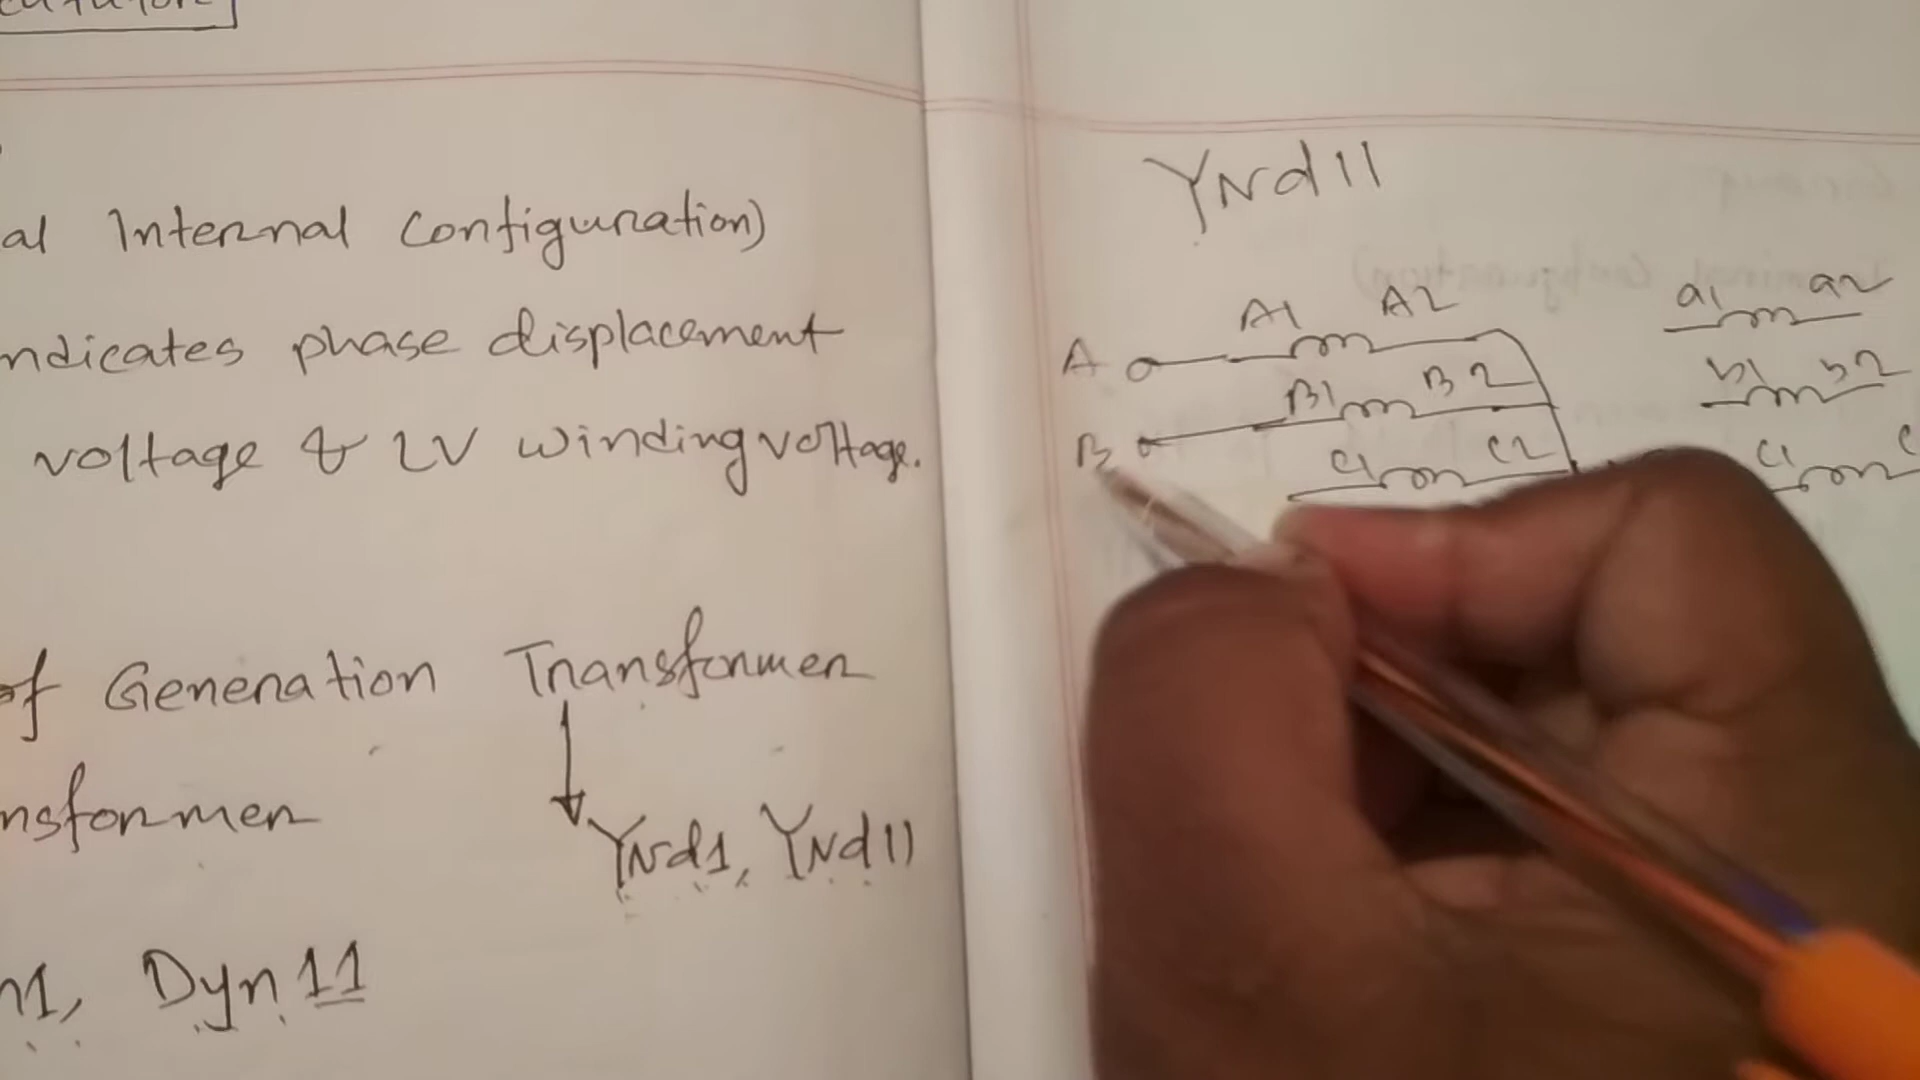 al Internal Configuration)
ndicates phase displacement
voltage & LV winding voltage.
of Generation Transformer
nsformer
YNd1, YNd11
n1, Dyn11
YNd11
A A1 A2
B B1 B2
C1 C2
a1 a2
b1 b2
C1 C